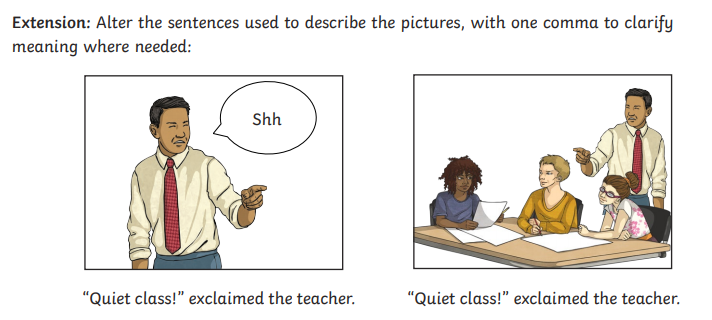 Extension: Alter the sentences used to describe the pictures, with one comma to clarify
meaning where needed:
Shh
“Quiet class!” exclaimed the teacher.
“Quiet class!” exclaimed the teacher.